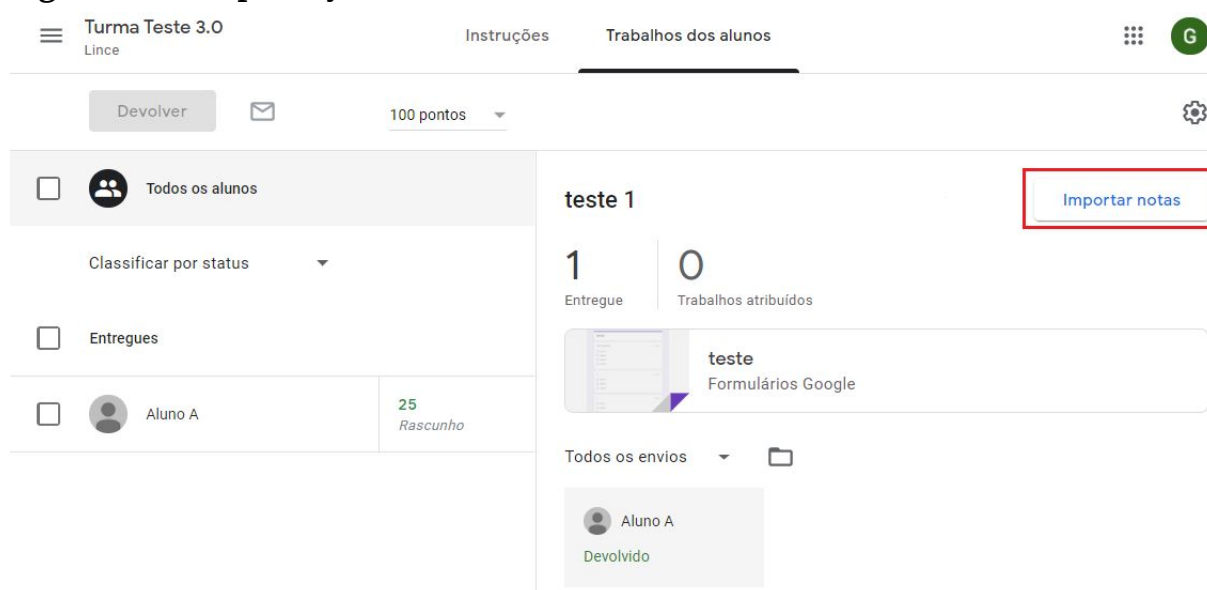 Turma Teste 3.0
Lince
Instruções
Trabalhos dos alunos
G
Devolver
100 pontos
Todos os alunos
Classificar por status
Entregues
Aluno A
25
Rascunho
teste 1
Importar notas
1
Entregue
0
Trabalhos atribuídos
teste
Formulários Google
Todos os envios
Aluno A
Devolvido